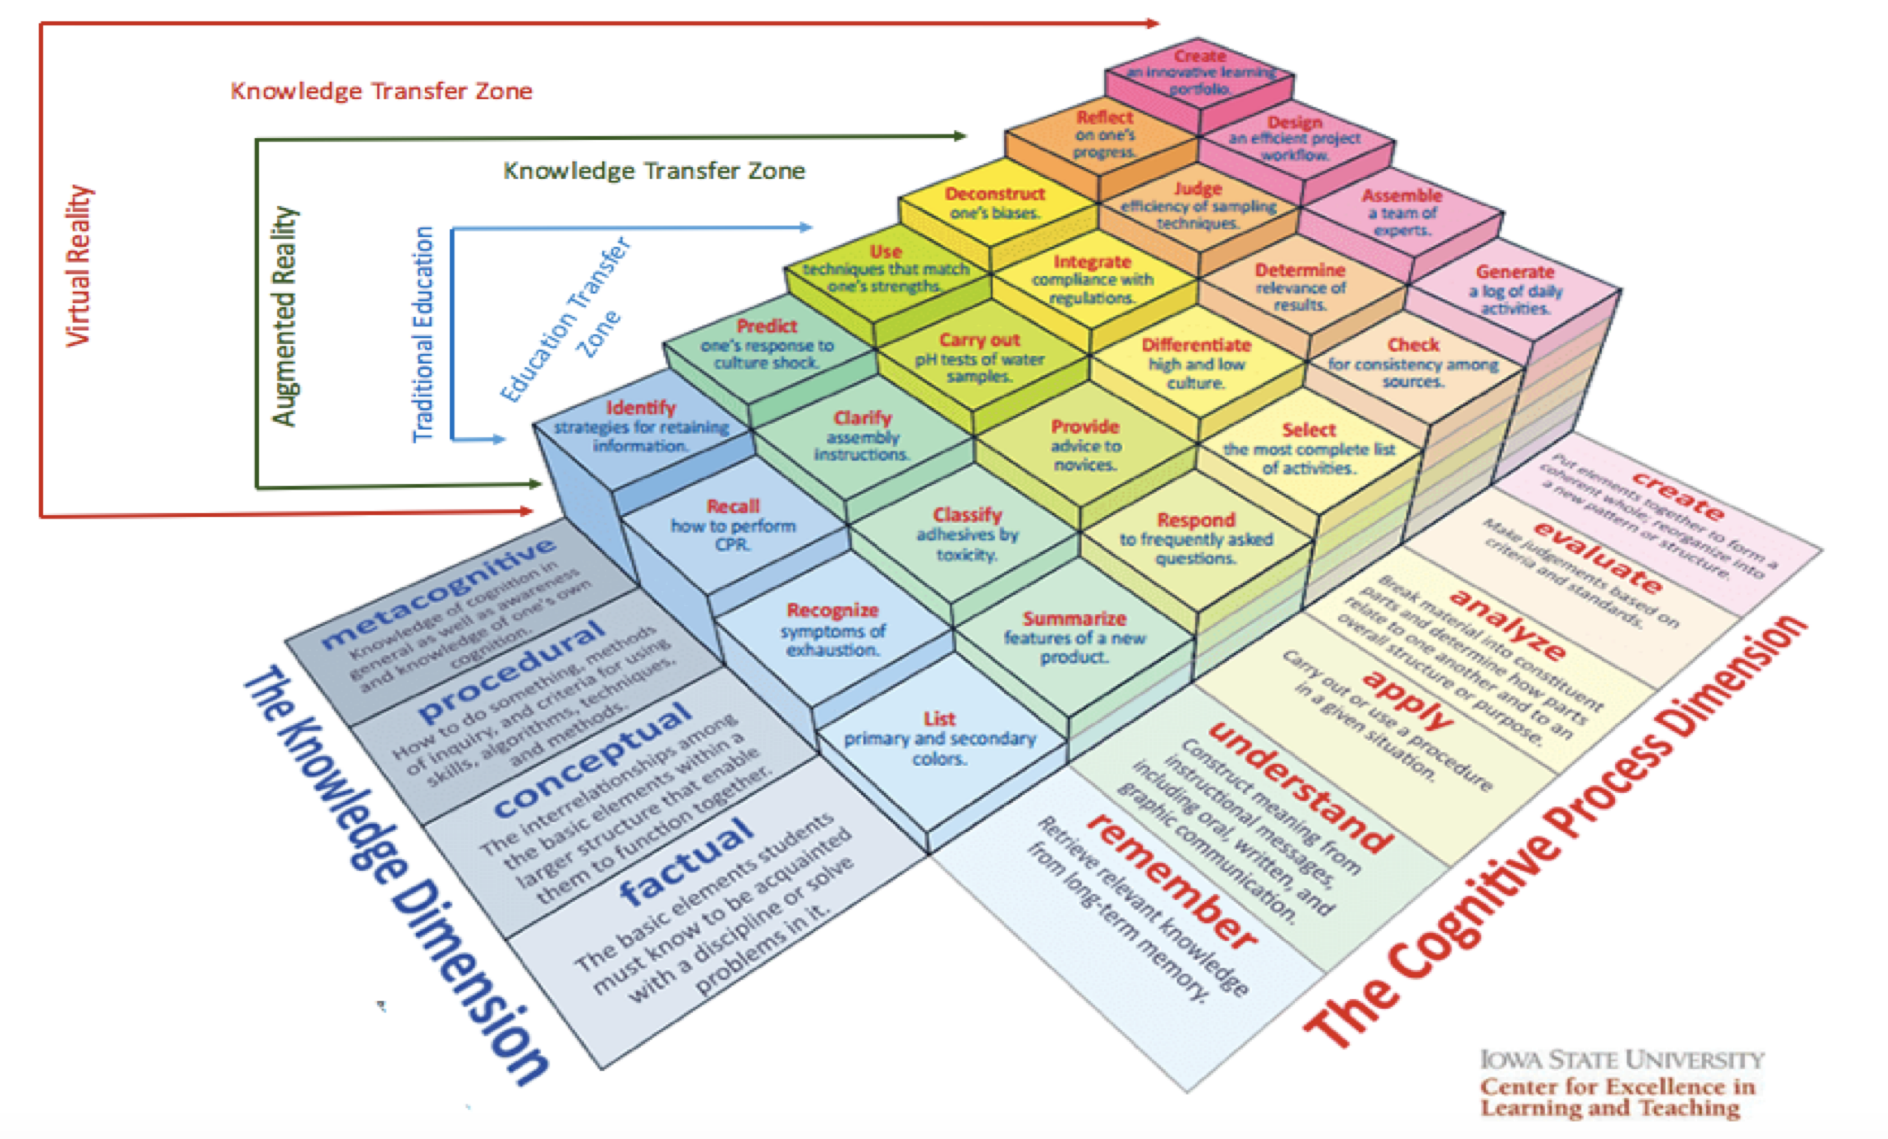 Knowledge Transfer Zone
Knowledge Transfer Zone
Virtual Reality
Augmented Reality
Traditional Education
Education Transfer
Zone
Create
an innovative learning
portfolio.
Reflect
on one's
progress.
Design
an efficient project
workflow.
Deconstruct
one's biases.
Judge
efficiency of sampling
techniques.
Assemble
a team of
experts.
Use
techniques that match
one's strengths.
Integrate
compliance with
regulations.
Determine
relevance of
results.
Generate
a log of daily
activities.
Predict
one's response to
culture shock.
Carry out
pH tests of water
samples.
Differentiate
high and low
culture.
Check
for consistency among
sources.
Identify
strategies for retaining
information.
Clarify
assembly
instructions.
Provide
advice to
novices.
Select
the most complete list
of activities.
Recall
how to perform
CPR.
Classify
adhesives by
toxicity.
Respond
to frequently asked
questions.
Recognize
symptoms of
exhaustion.
Summarize
features of a new
product.
List
primary and secondary
colors.
metacognitive
Knowledge of cognition in
general as well as awareness
and knowledge of one's own
cognition.
procedural
How to do something, methods
of inquiry, and criteria for using
skills, algorithms, techniques,
and methods.
conceptual
The interrelationships among
the basic elements within a
larger structure that enable
them to function together.
factual
The basic elements students
must know to be acquainted
with a discipline or solve
problems in it.
The Knowledge Dimension
create
Put elements together to form a
coherent whole; reorganize into
a new pattern or structure.
evaluate
Make judgements based on
criteria and standards.
analyze
Break material into constituent
parts and determine how parts
relate to one another and to an
overall structure or purpose.
apply
Carry out or use a procedure
in a given situation.
understand
Construct meaning from
instructional messages,
including oral, written, and
graphic communication.
remember
Retrieve relevant knowledge
from long-term memory.
The Cognitive Process Dimension
IOWA STATE UNIVERSITY
Center for Excellence in
Learning and Teaching